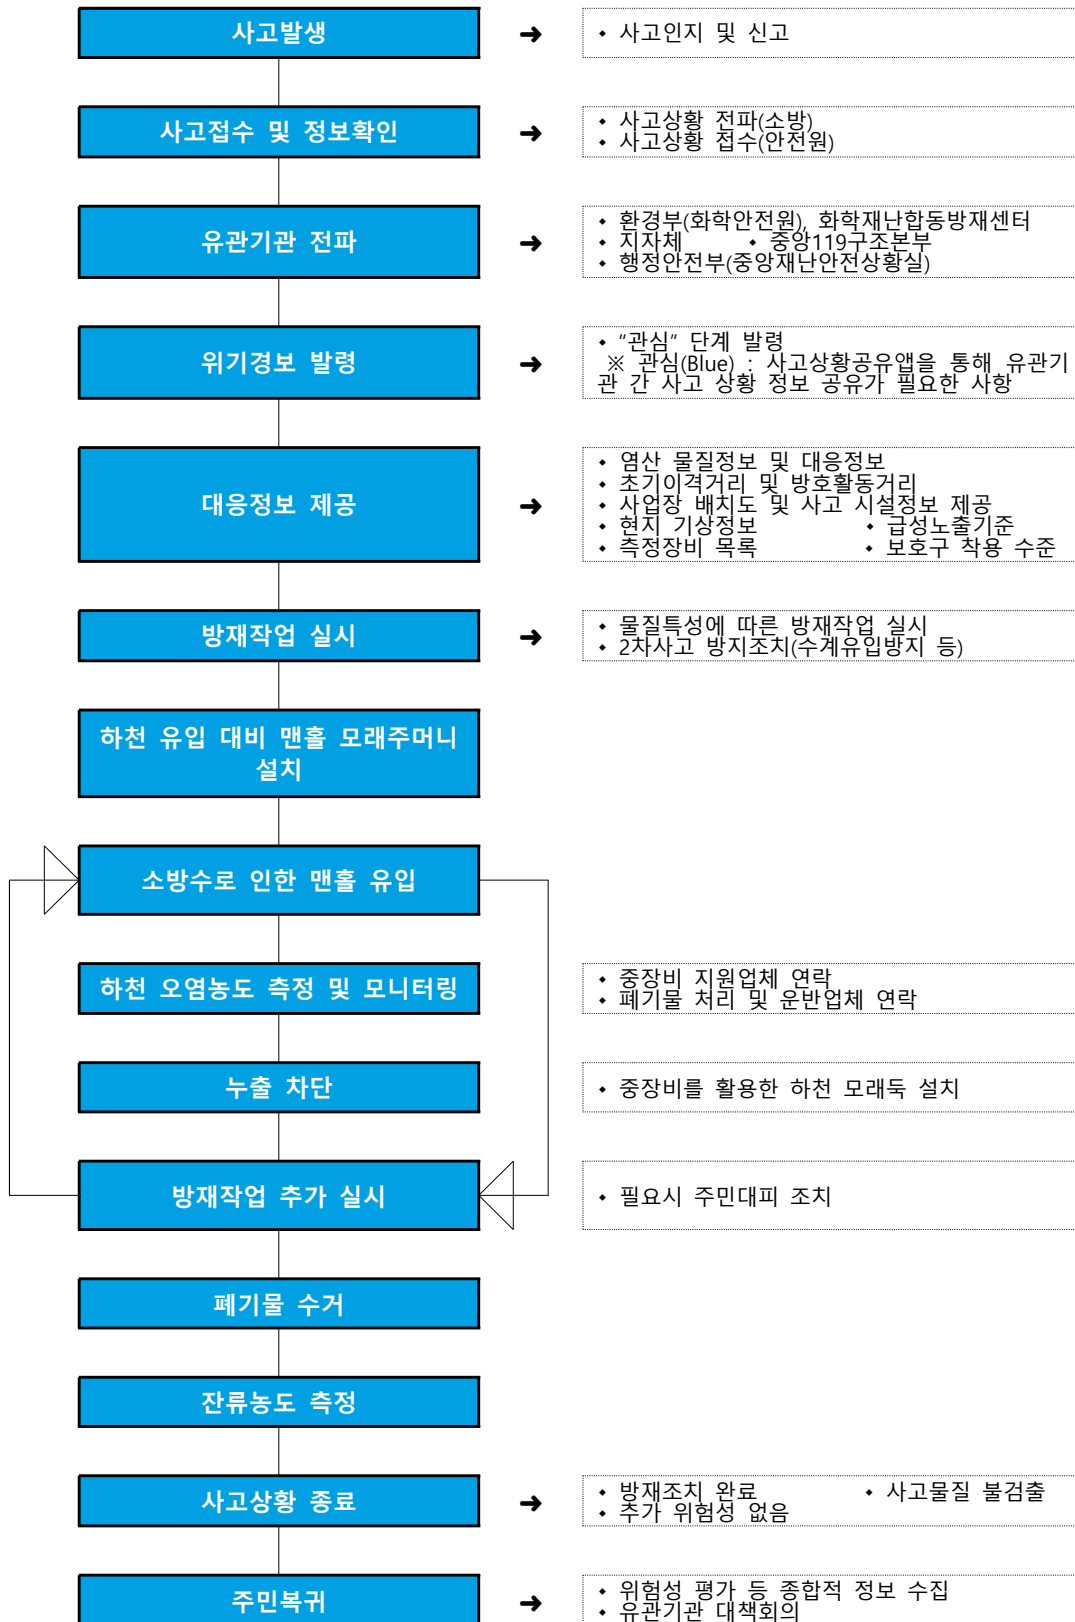 사고발생
➜
◆ 사고인지 및 신고
사고접수 및 정보확인
➜
◆ 사고상황 전파(소방)
◆ 사고상황 접수(안전원)
유관기관 전파
➜
◆ 환경부(화학안전원), 화학재난합동방재센터
◆ 지자체 ◆ 중앙119구조본부
◆ 행정안전부(중앙재난안전상황실)
위기경보 발령
➜
◆ “관심” 단계 발령
※ 관심(Blue) : 사고상황공유앱을 통해 유관기
관 간 사고 상황 정보 공유가 필요한 사항
대응정보 제공
➜
◆ 염산 물질정보 및 대응정보
◆ 초기이격거리 및 방호활동거리
◆ 사업장 배치도 및 사고 시설정보 제공
◆ 현지 기상정보 ◆ 급성노출기준
◆ 측정장비 목록 ◆ 보호구 착용 수준
방재작업 실시
➜
◆ 물질특성에 따른 방재작업 실시
◆ 2차사고 방지조치(수계유입방지 등)
하천 유입 대비 맨홀 모래주머니
설치
소방수로 인한 맨홀 유입
하천 오염농도 측정 및 모니터링
◆ 중장비 지원업체 연락
◆ 폐기물 처리 및 운반업체 연락
누출 차단
◆ 중장비를 활용한 하천 모래둑 설치
방재작업 추가 실시
◆ 필요시 주민대피 조치
폐기물 수거
잔류농도 측정
사고상황 종료
➜
◆ 방재조치 완료 ◆ 사고물질 불검출
◆ 추가 위험성 없음
주민복귀
➜
◆ 위험성 평가 등 종합적 정보 수집
◆ 유관기관 대책회의